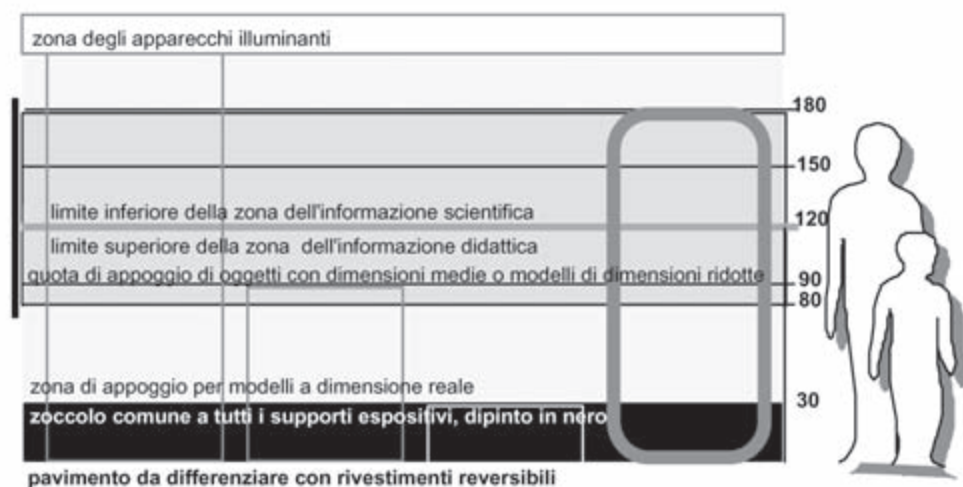 zona degli apparecchi illuminanti
180
150
limite inferiore della zona dell'informazione scientifica
120
limite superiore della zona dell'informazione didattica
quota di appoggio di oggetti con dimensioni medie o modelli di dimensioni ridotte
90
80
zona di appoggio per modelli a dimensione reale
30
zoccolo comune a tutti i supporti espositivi, dipinto in nero
pavimento da differenziare con rivestimenti reversibili